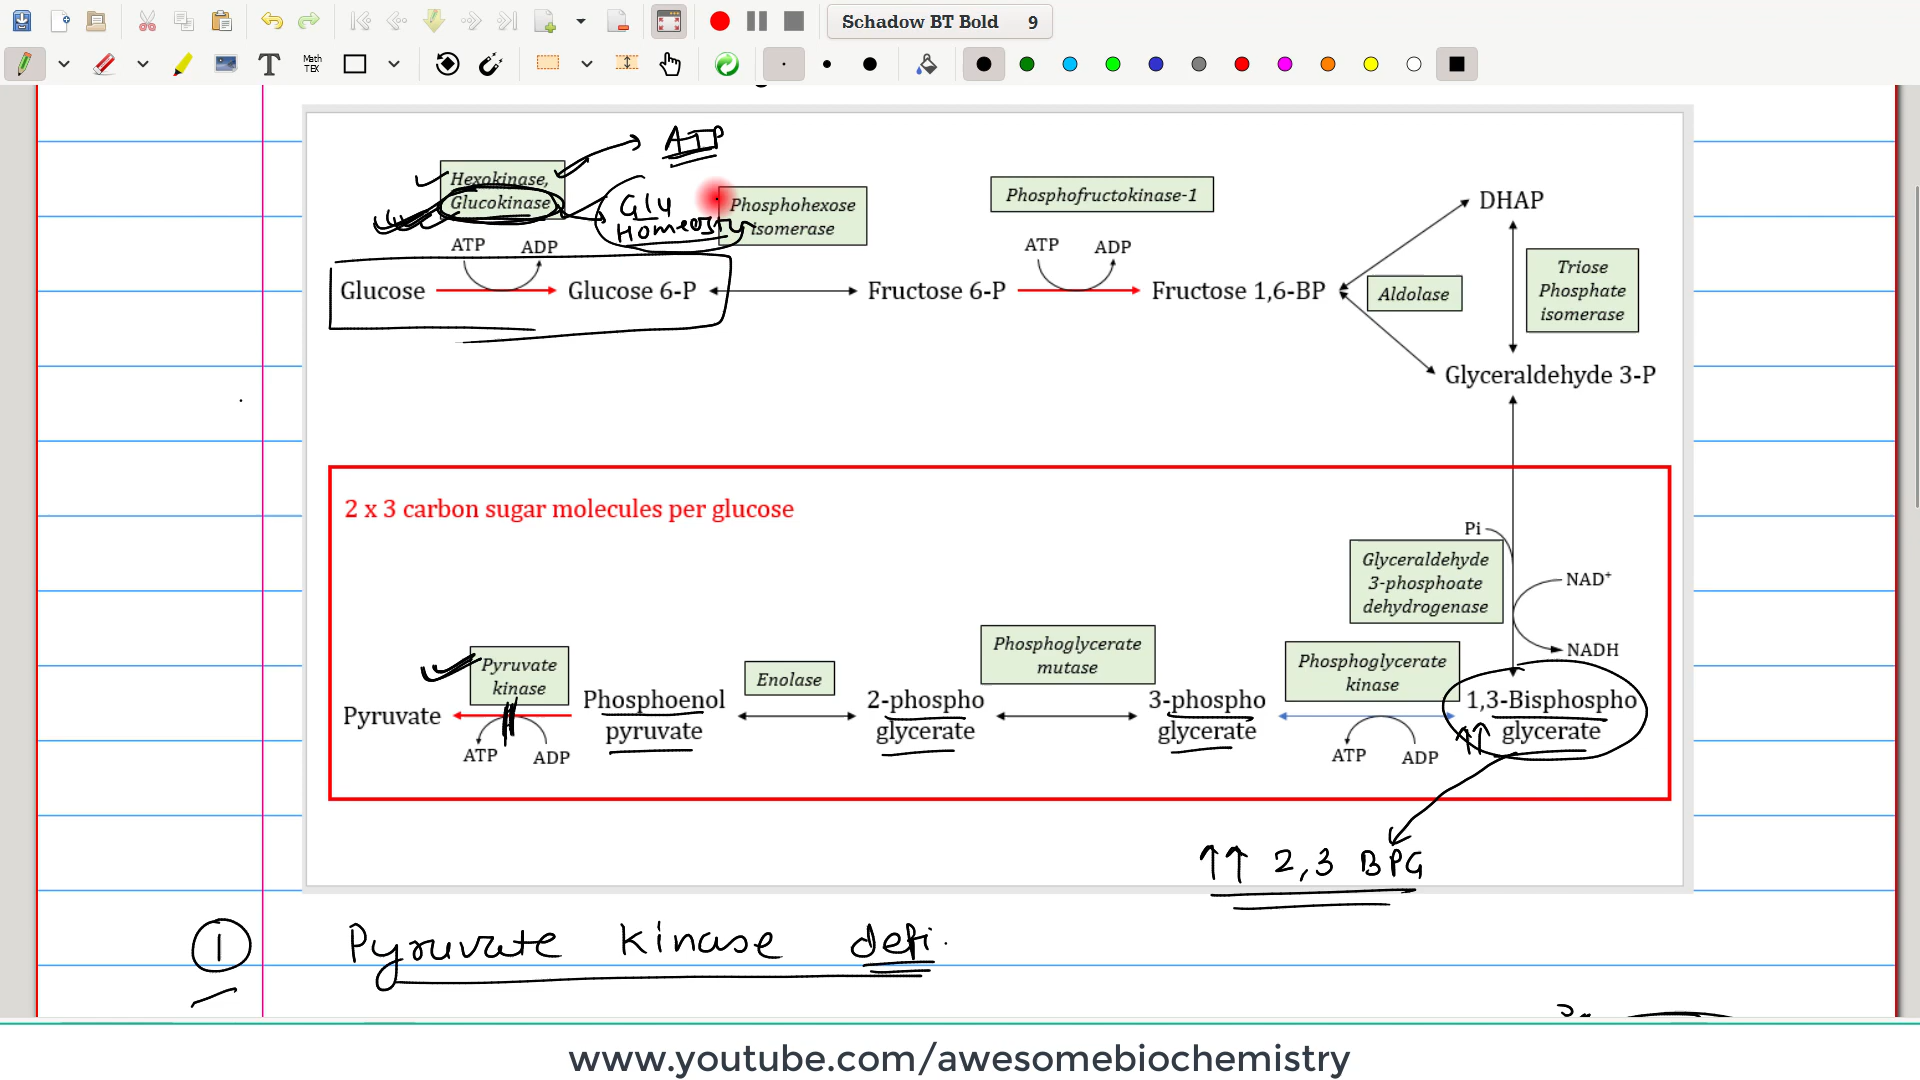 Schadow BT Bold 9
Math
TEX
ATP
Hexokinase,
Glucokinase
Gly
Phosphohexose
isomerase
Phosphofructokinase-1
DHAP
ATP
ADP
ATP
ADP
Triose
Phosphate
isomerase
Glucose
Glucose 6-P
Fructose 6-P
Fructose 1,6-BP
Aldolase
Glyceraldehyde 3-P
2 x 3 carbon sugar molecules per glucose
Pi
Glyceraldehyde
3-phosphoate
dehydrogenase
NAD+
NADH
Pyruvate
kinase
Enolase
Phosphoglycerate
mutase
Phosphoglycerate
kinase
Pyruvate
Phosphoenol
pyruvate
2-phospho
glycerate
3-phospho
glycerate
1,3-Bisphospho
glycerate
ATP
ADP
ATP
ADP
↑↑ 2,3 BPG
1 Pyruvate kinase defi.
www.youtube.com/awesomebiochemistry